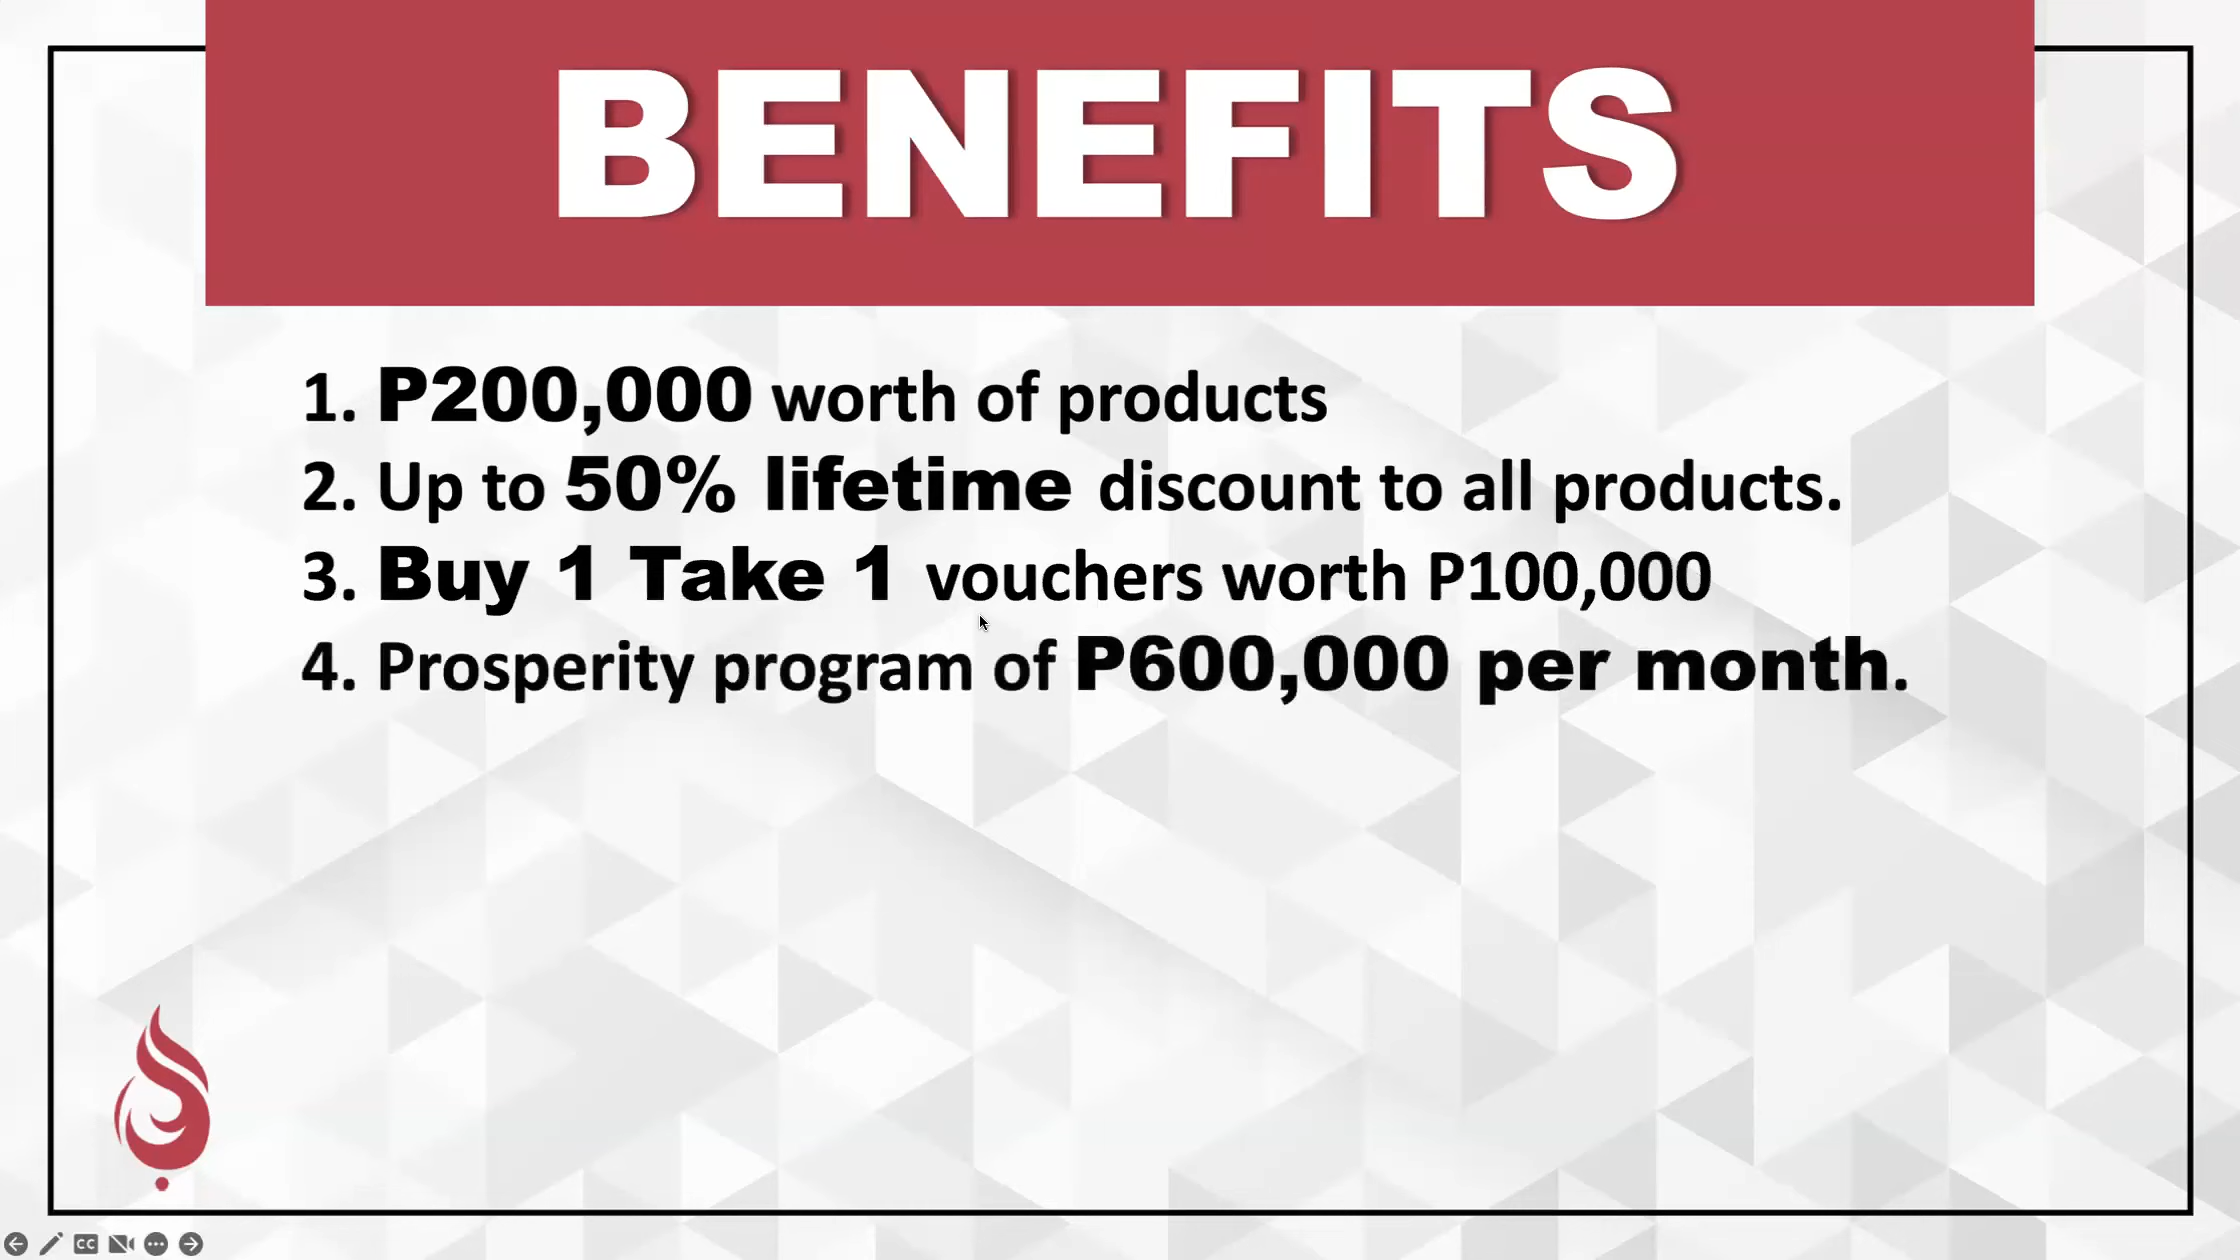 BENEFITS
1. P200,000 worth of products
2. Up to 50% lifetime discount to all products.
3. Buy 1 Take 1 vouchers worth P100,000
4. Prosperity program of P600,000 per month.
CC